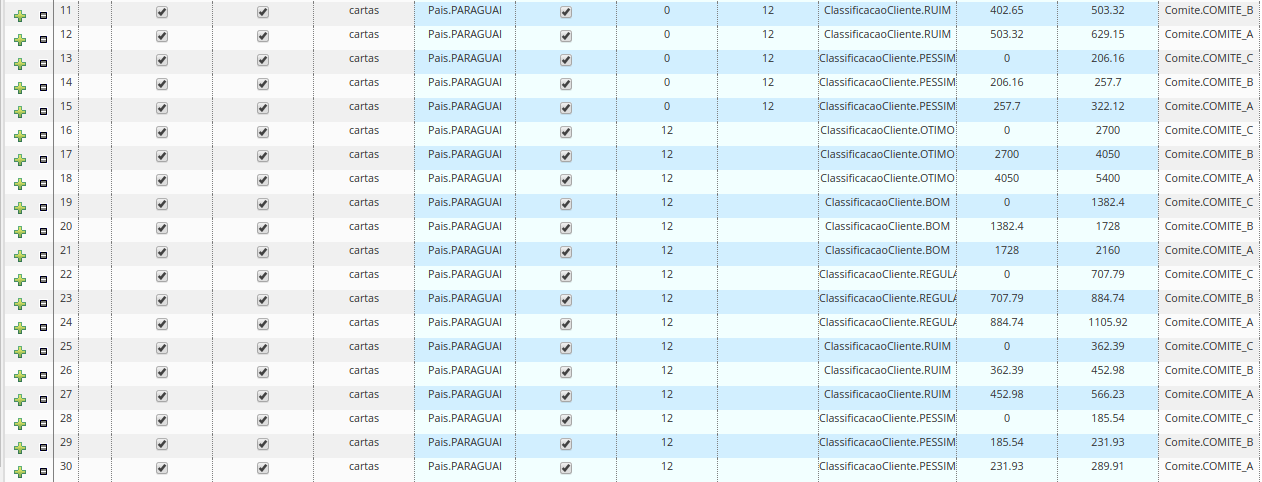 11 cartas Pais.PARAGUAI 0 12 ClassificacaoCliente.RUIM 402.65 503.32 Comite.COMITE_B
12 cartas Pais.PARAGUAI 0 12 ClassificacaoCliente.RUIM 503.32 629.15 Comite.COMITE_A
13 cartas Pais.PARAGUAI 0 12 ClassificacaoCliente.PESSIM 0 206.16 Comite.COMITE_C
14 cartas Pais.PARAGUAI 0 12 ClassificacaoCliente.PESSIM 206.16 257.7 Comite.COMITE_B
15 cartas Pais.PARAGUAI 0 12 ClassificacaoCliente.PESSIM 257.7 322.12 Comite.COMITE_A
16 cartas Pais.PARAGUAI 12 ClassificacaoCliente.OTIMO 0 2700 Comite.COMITE_C
17 cartas Pais.PARAGUAI 12 ClassificacaoCliente.OTIMO 2700 4050 Comite.COMITE_B
18 cartas Pais.PARAGUAI 12 ClassificacaoCliente.OTIMO 4050 5400 Comite.COMITE_A
19 cartas Pais.PARAGUAI 12 ClassificacaoCliente.BOM 0 1382.4 Comite.COMITE_C
20 cartas Pais.PARAGUAI 12 ClassificacaoCliente.BOM 1382.4 1728 Comite.COMITE_B
21 cartas Pais.PARAGUAI 12 ClassificacaoCliente.BOM 1728 2160 Comite.COMITE_A
22 cartas Pais.PARAGUAI 12 ClassificacaoCliente.REGULA 0 707.79 Comite.COMITE_C
23 cartas Pais.PARAGUAI 12 ClassificacaoCliente.REGULA 707.79 884.74 Comite.COMITE_B
24 cartas Pais.PARAGUAI 12 ClassificacaoCliente.REGULA 884.74 1105.92 Comite.COMITE_A
25 cartas Pais.PARAGUAI 12 ClassificacaoCliente.RUIM 0 362.39 Comite.COMITE_C
26 cartas Pais.PARAGUAI 12 ClassificacaoCliente.RUIM 362.39 452.98 Comite.COMITE_B
27 cartas Pais.PARAGUAI 12 ClassificacaoCliente.RUIM 452.98 566.23 Comite.COMITE_A
28 cartas Pais.PARAGUAI 12 ClassificacaoCliente.PESSIM 0 185.54 Comite.COMITE_C
29 cartas Pais.PARAGUAI 12 ClassificacaoCliente.PESSIM 185.54 231.93 Comite.COMITE_B
30 cartas Pais.PARAGUAI 12 ClassificacaoCliente.PESSIM 231.93 289.91 Comite.COMITE_A